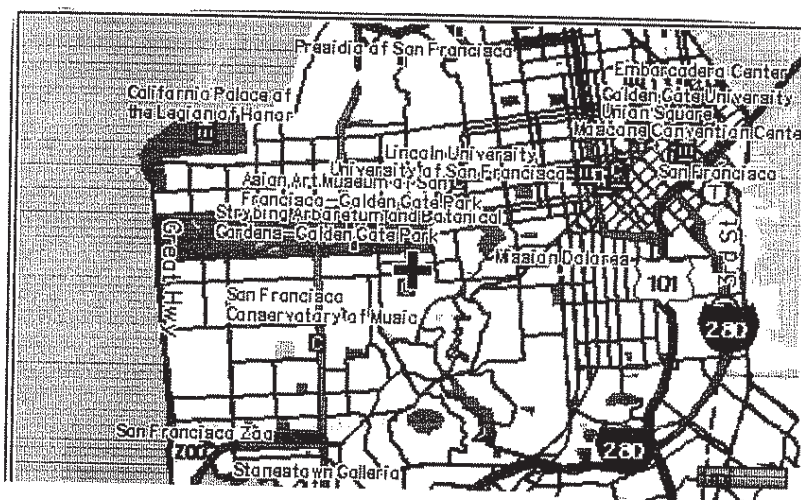 Presidio of San Francisco
Embarcadero Center
California Palace of
the Legion of Honor
Golden Gate University
Union Square
Moscone Convention Cente
Lincoln University
University of San Francisco
San Francisco
Asian Art Museum of San
Francisco-Golden Gate Park
Strybing Arboretum and Botanical
Gardens-Golden Gate Park
Great Hwy
Mission Dolores
3rd St
101
San Francisco
Conservatory of Music
280
San Francisco Zoo
ZOO
280
Stonestown Galleria